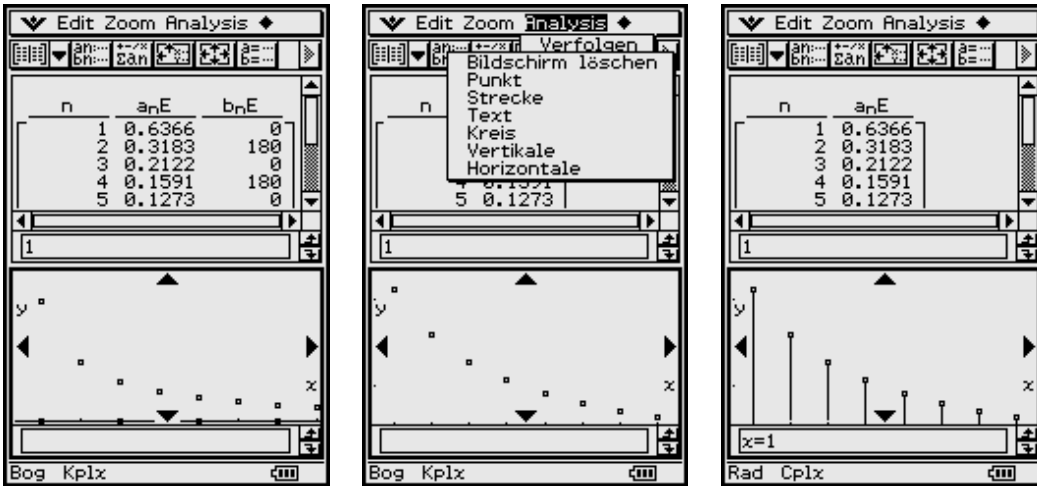 Edit Zoom Analysis
n anE bnE
1 0.6366 0
2 0.3183 180
3 0.2122 0
4 0.1591 180
5 0.1273 0
1
y
x
Bog Kplx
Edit Zoom Analysis
Verfolgen
Bildschirm löschen
Punkt
Strecke
Text
Kreis
Vertikale
Horizontale
n
5 0.1273
1
y
x
Bog Kplx
Edit Zoom Analysis
n anE
1 0.6366
2 0.3183
3 0.2122
4 0.1591
5 0.1273
1
y
x
x=1
Rad Cplx